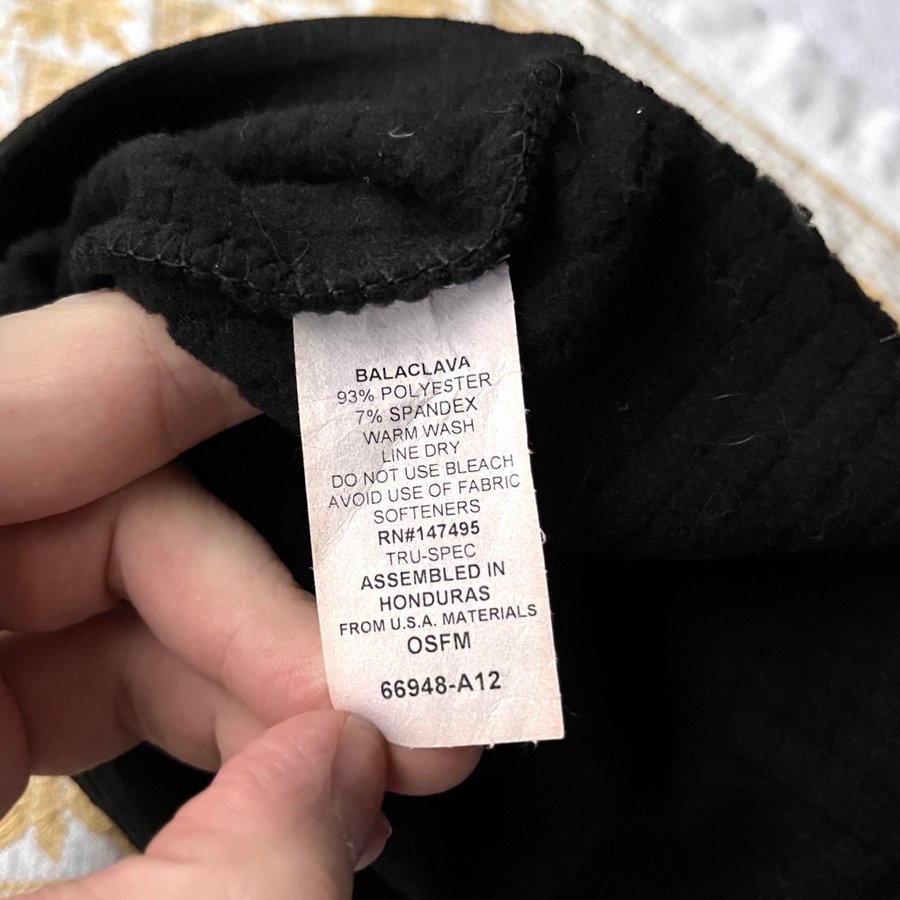 BALACLAVA
93% POLYESTER
7% SPANDEX
WARM WASH
LINE DRY
DO NOT USE BLEACH
AVOID USE OF FABRIC
SOFTENERS
RN#147495
TRU-SPEC
ASSEMBLED IN
HONDURAS
FROM U.S.A. MATERIALS
OSFM
66948-A12